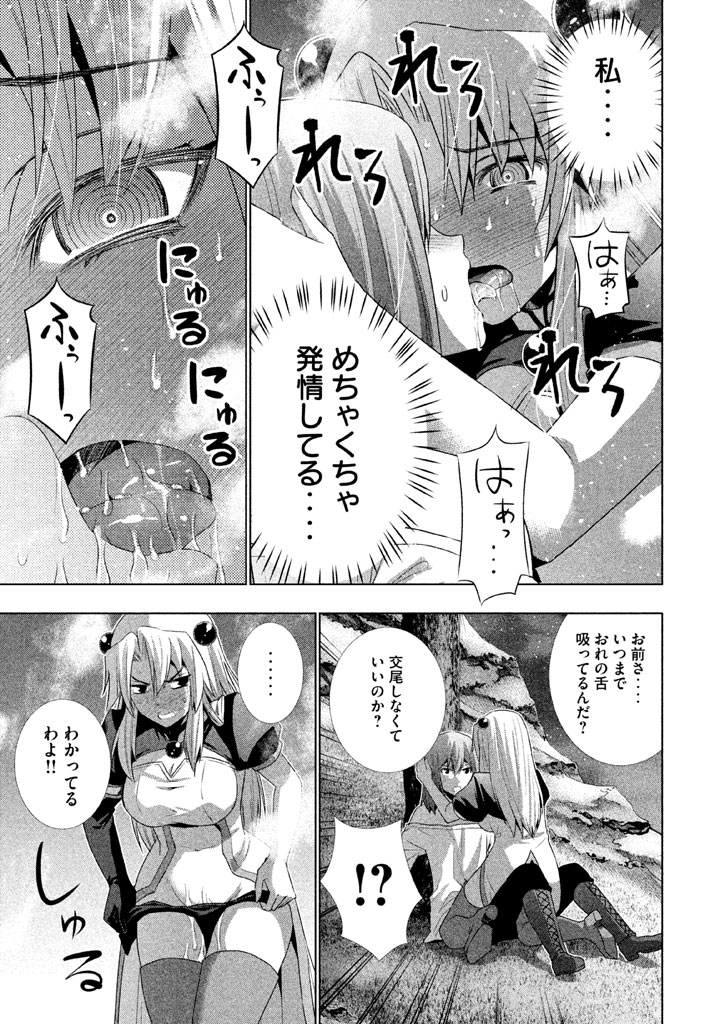 私
‥‥
れろ
れろ
はぁ
‥
れろ
めちゃくちゃ
発情してる‥‥
はぁっ
‥‥
ふぅーっ
にゅる
にゅる
ふぅーっ
お前さ‥‥
いつまで
おれの舌
吸ってるんだ？
交尾しなくて
いいのか？
!?
‥‥‥
わかってる
わよ!!
しゅる